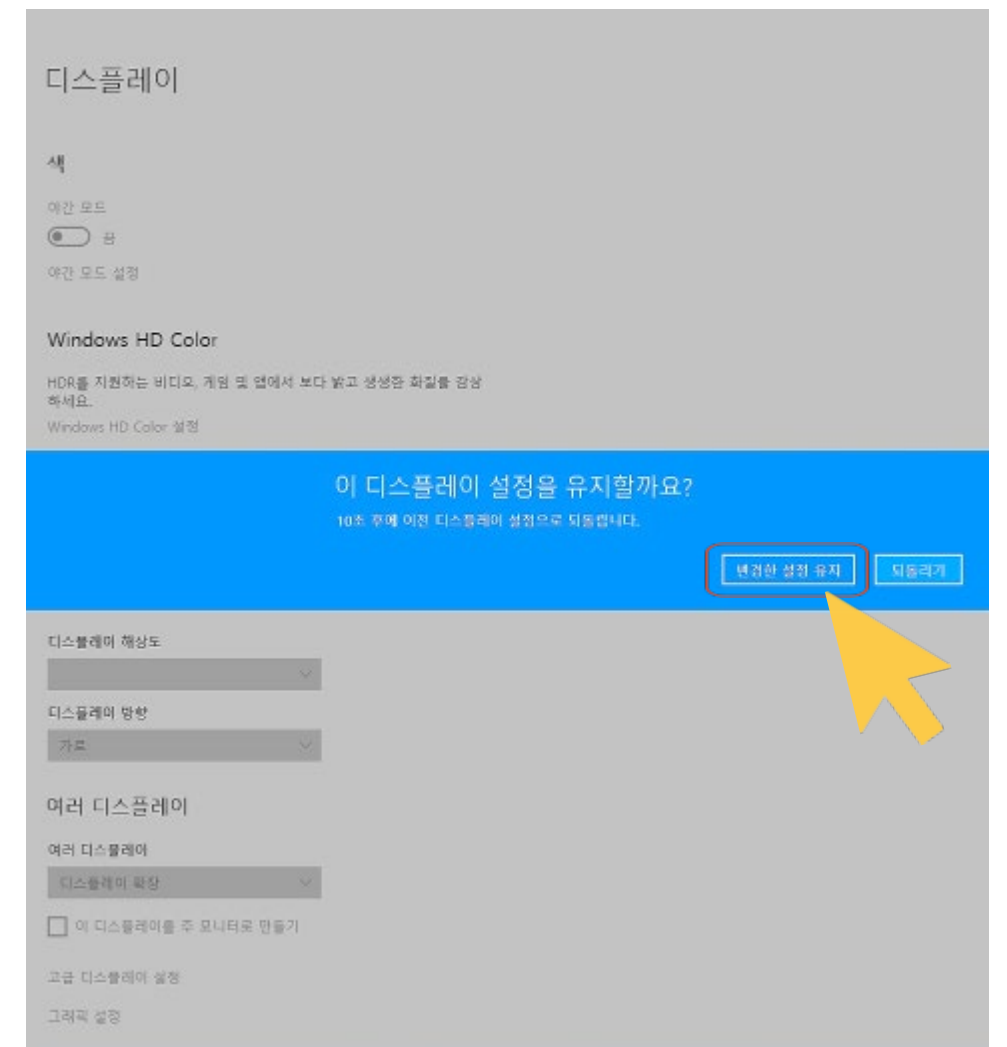 디스플레이
색
야간 모드
끔
야간 모드 설정
Windows HD Color
HDR를 지원하는 비디오, 게임 및 앱에서 보다 밝고 생생한 화질을 감상
하세요.
Windows HD Color 설정
이 디스플레이 설정을 유지할까요?
10초 후에 이전 디스플레이 설정으로 되돌립니다.
변경한 설정 유지 되돌리기
디스플레이 해상도
디스플레이 방향
가로
여러 디스플레이
여러 디스플레이
디스플레이 확장
이 디스플레이를 주 모니터로 만들기
고급 디스플레이 설정
그래픽 설정